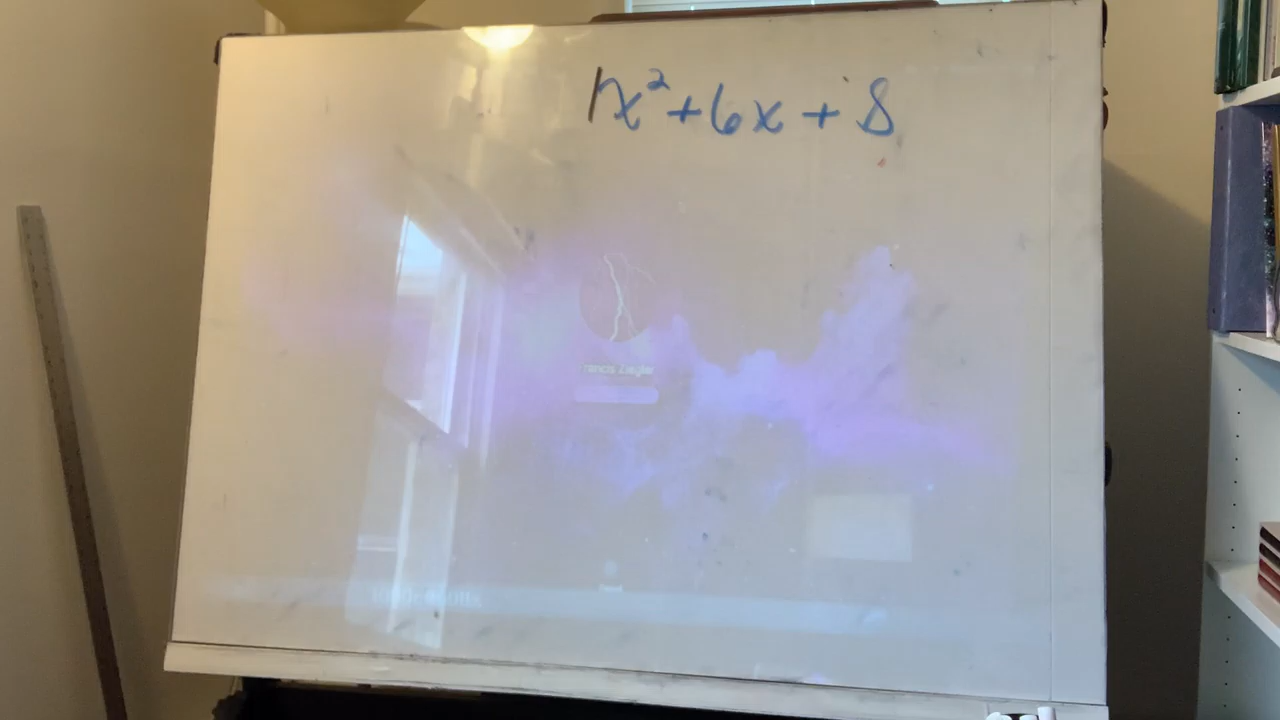 1x² + 6x + 8